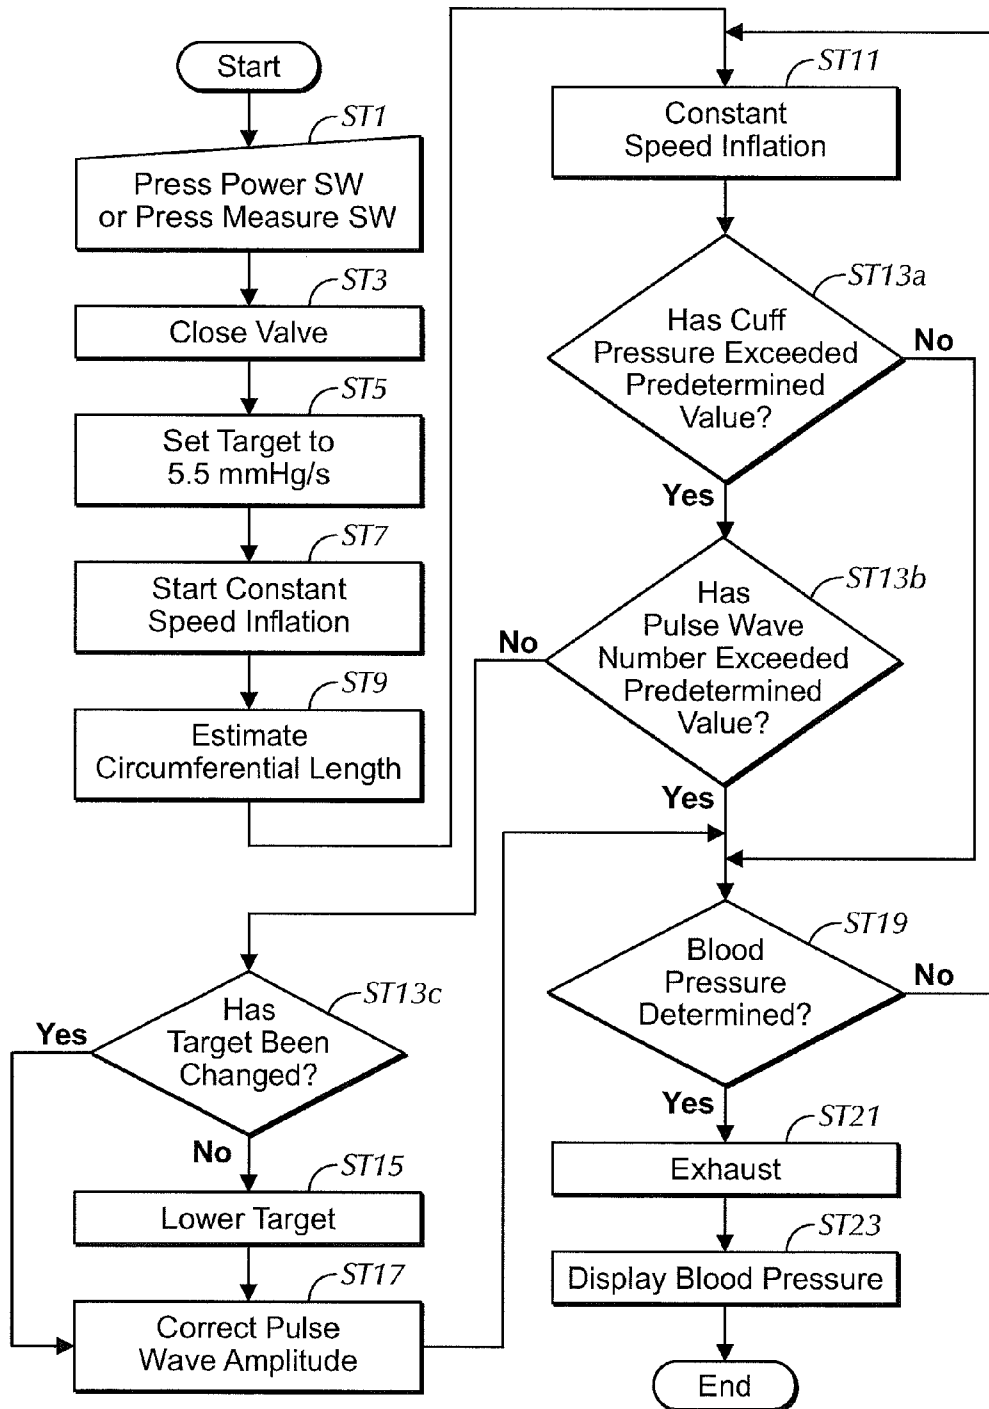 Start
ST1
Press Power SW
or Press Measure SW
ST3
Close Valve
ST5
Set Target to
5.5 mmHg/s
ST7
Start Constant
Speed Inflation
ST9
Estimate
Circumferential Length
ST11
Constant
Speed Inflation
ST13a
Has Cuff
Pressure Exceeded
Predetermined
Value?
No
Yes
ST13b
Has
Pulse Wave
Number Exceeded
Predetermined
Value?
No
Yes
ST13c
Has
Target Been
Changed?
Yes
No
ST15
Lower Target
ST17
Correct Pulse
Wave Amplitude
ST19
Blood
Pressure
Determined?
No
Yes
ST21
Exhaust
ST23
Display Blood Pressure
End